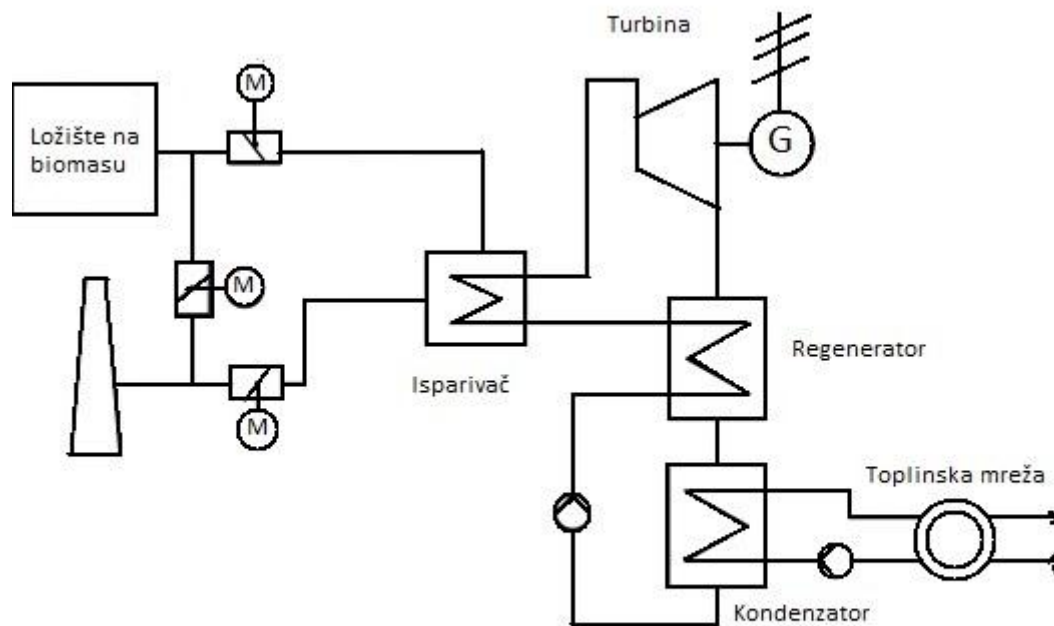 Turbina
M
Ložište na
biomasu
G
M
Regenerator
Isparivač
M
Toplinska mreža
Kondenzator